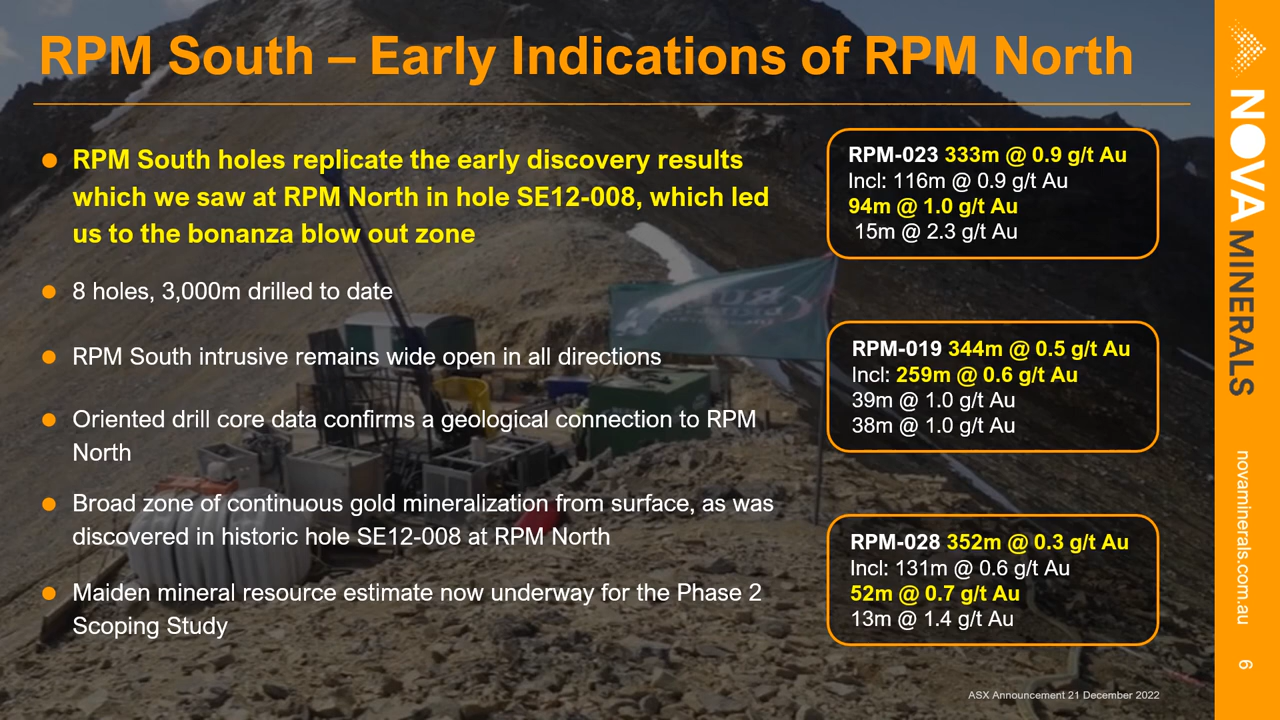 RPM South – Early Indications of RPM North
RPM South holes replicate the early discovery results
which we saw at RPM North in hole SE12-008, which led
us to the bonanza blow out zone
8 holes, 3,000m drilled to date
RPM South intrusive remains wide open in all directions
Oriented drill core data confirms a geological connection to RPM
North
Broad zone of continuous gold mineralization from surface, as was
discovered in historic hole SE12-008 at RPM North
Maiden mineral resource estimate now underway for the Phase 2
Scoping Study
RPM-023 333m @ 0.9 g/t Au
Incl: 116m @ 0.9 g/t Au
94m @ 1.0 g/t Au
15m @ 2.3 g/t Au
RPM-019 344m @ 0.5 g/t Au
Incl: 259m @ 0.6 g/t Au
39m @ 1.0 g/t Au
38m @ 1.0 g/t Au
RPM-028 352m @ 0.3 g/t Au
Incl: 131m @ 0.6 g/t Au
52m @ 0.7 g/t Au
13m @ 1.4 g/t Au
ASX Announcement 21 December 2022
NOVA MINERALS
novaminerals.com.au
6